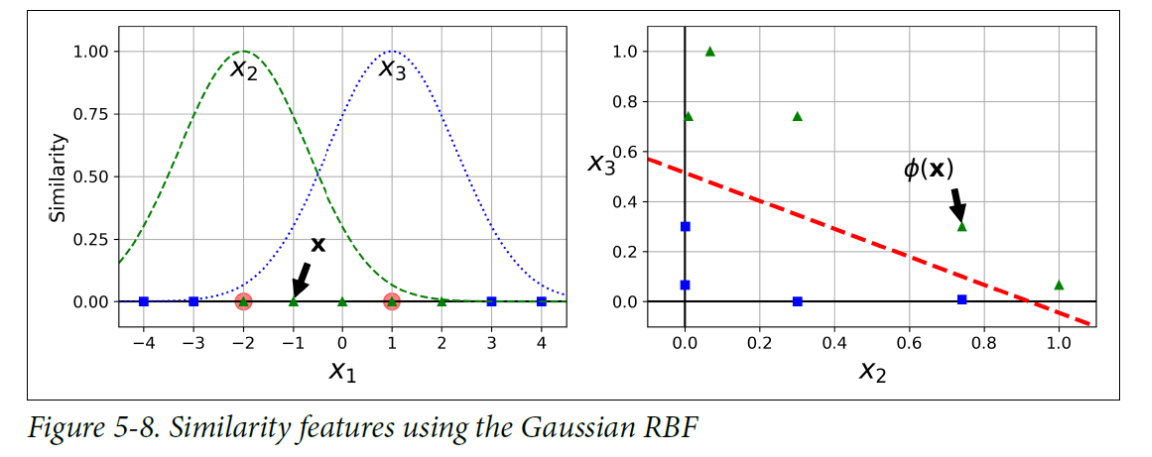 1.00
0.75
0.50
0.25
0.00
Similarity
x₂
x₃
x
−4 −3 −2 −1 0 1 2 3 4
x₁
1.0
0.8
0.6
0.4
0.2
0.0
x₃
ϕ(x)
0.0 0.2 0.4 0.6 0.8 1.0
x₂
Figure 5-8. Similarity features using the Gaussian RBF